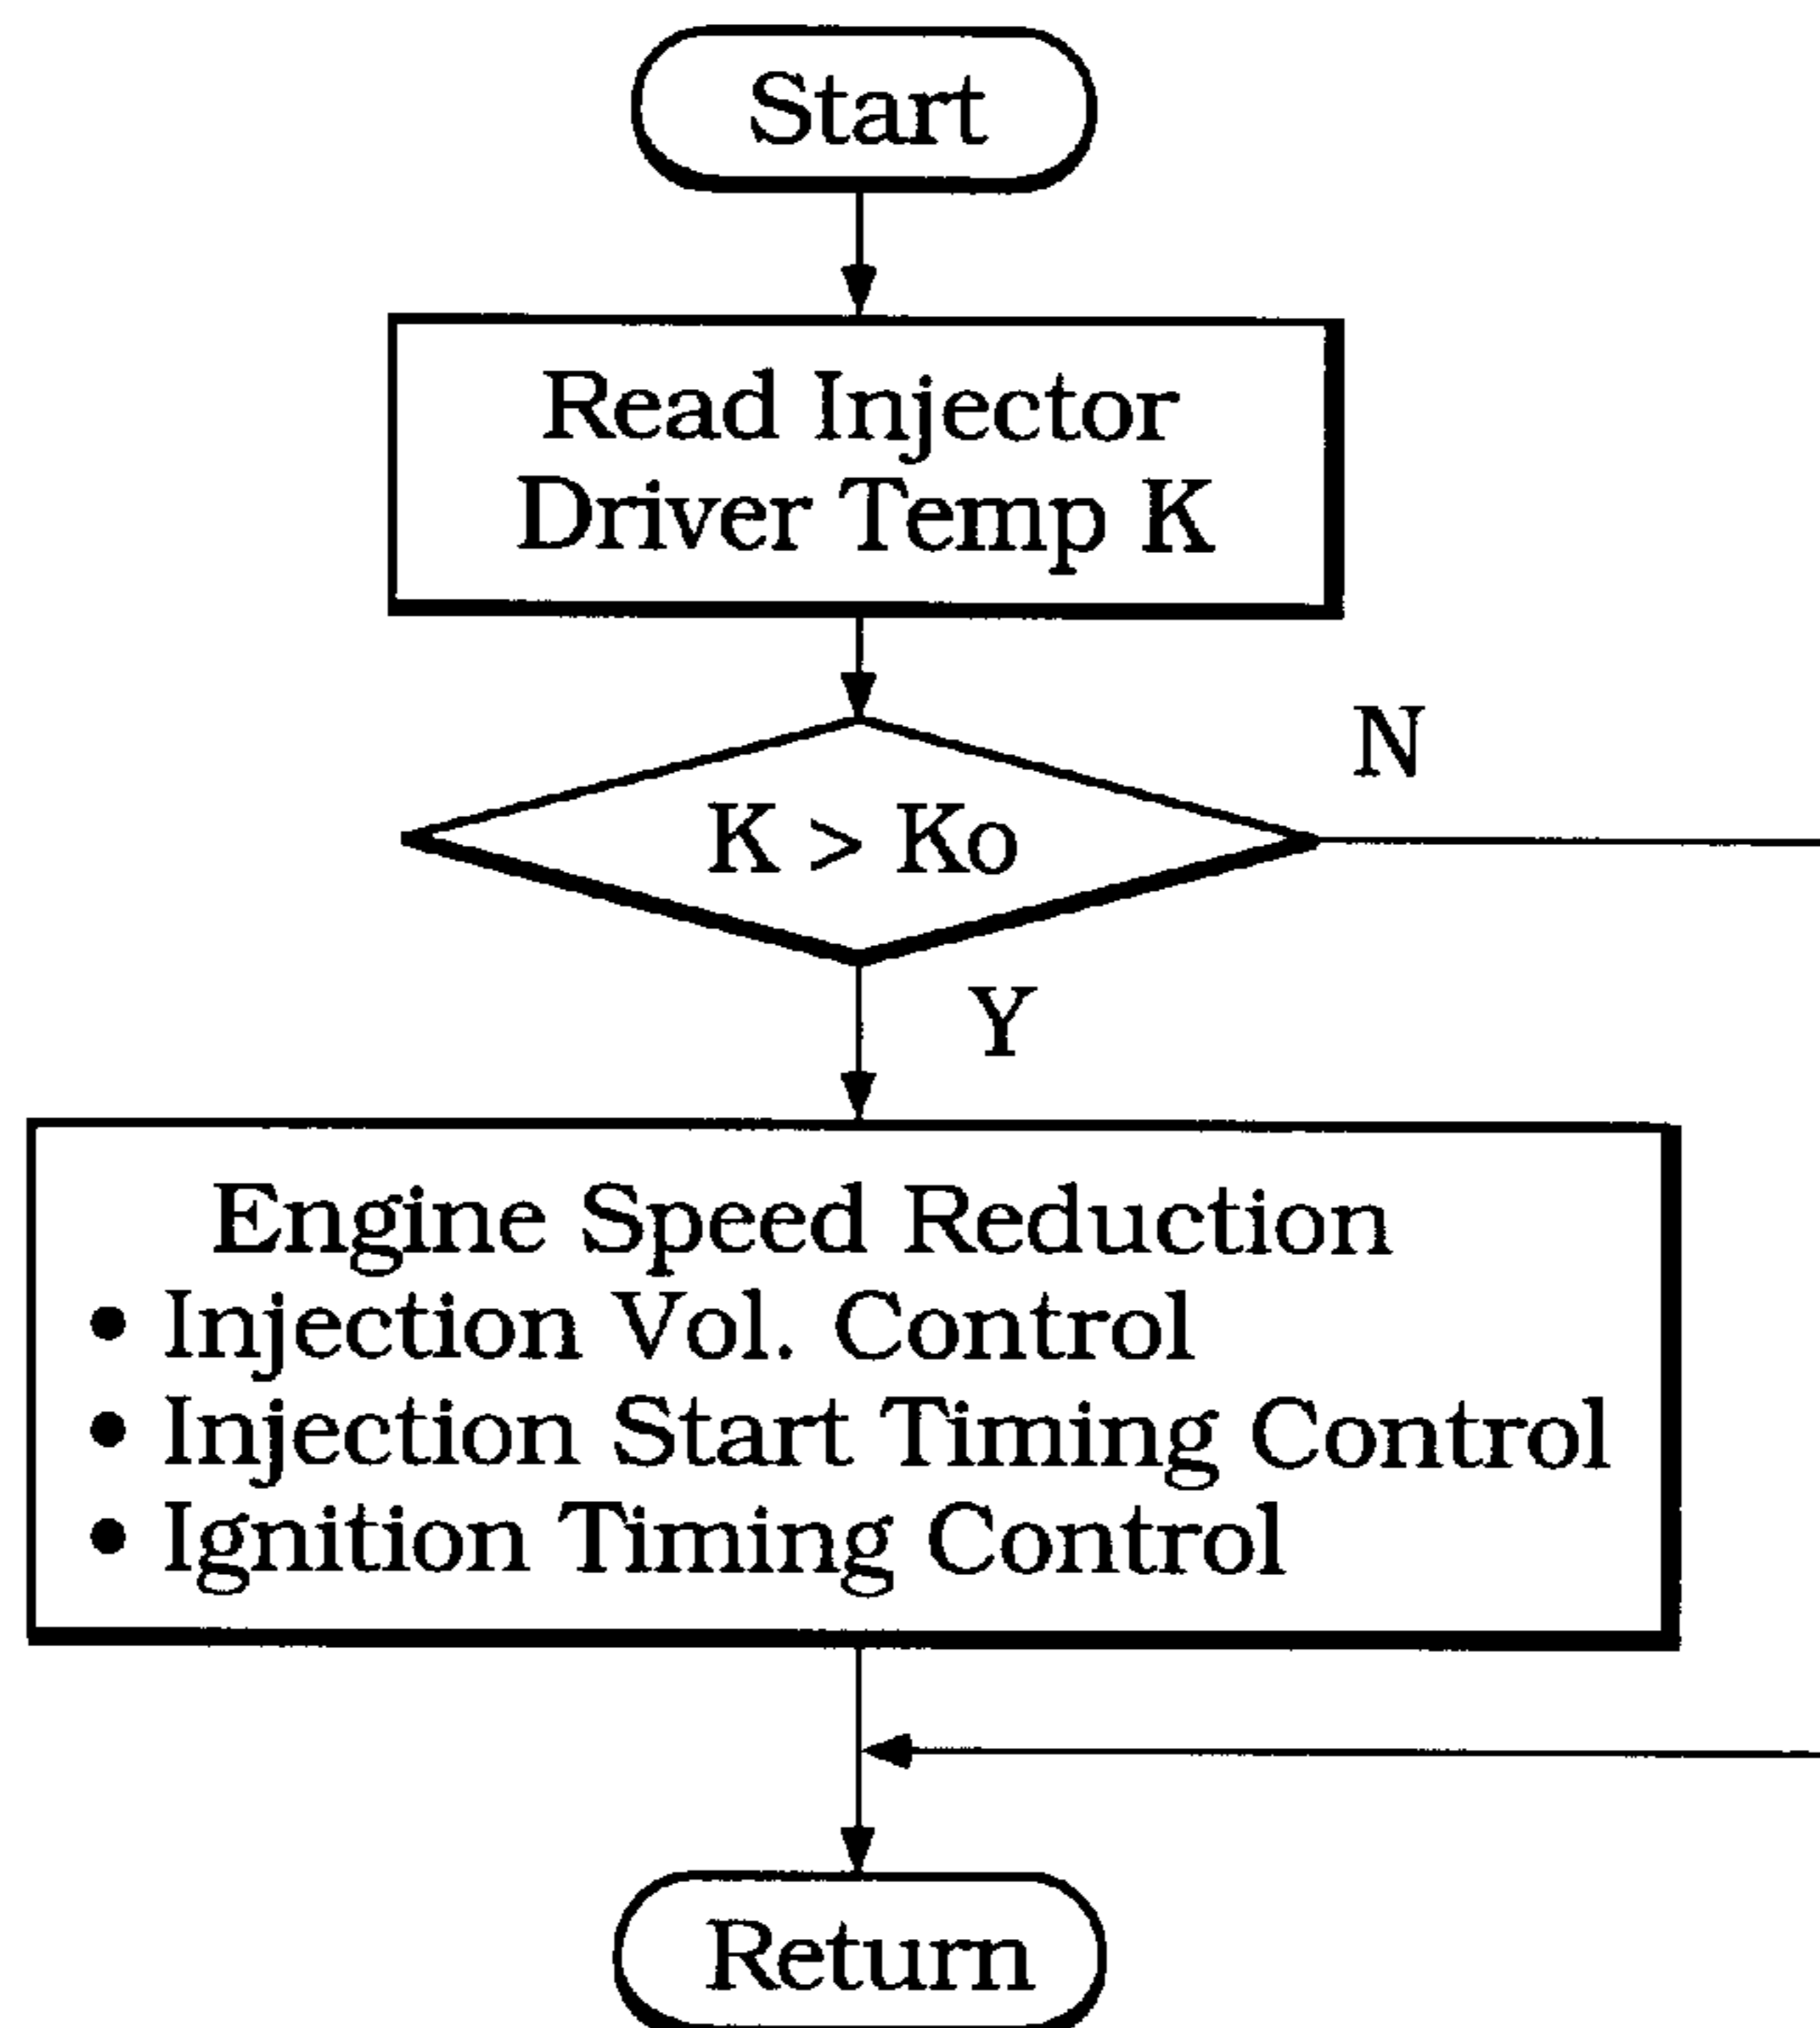 Start
Read Injector
Driver Temp K
N
K > Ko
Y
Engine Speed Reduction
• Injection Vol. Control
• Injection Start Timing Control
• Ignition Timing Control
Return